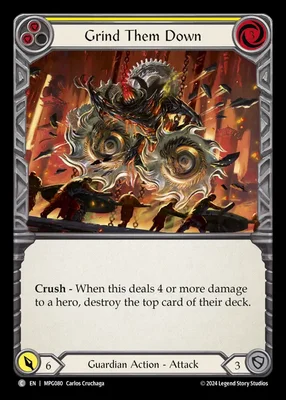 Grind Them Down
Crush - When this deals 4 or more damage
to a hero, destroy the top card of their deck.
6
Guardian Action - Attack
3
C EN | MPG080 Carlos Cruchaga
© 2024 Legend Story Studios